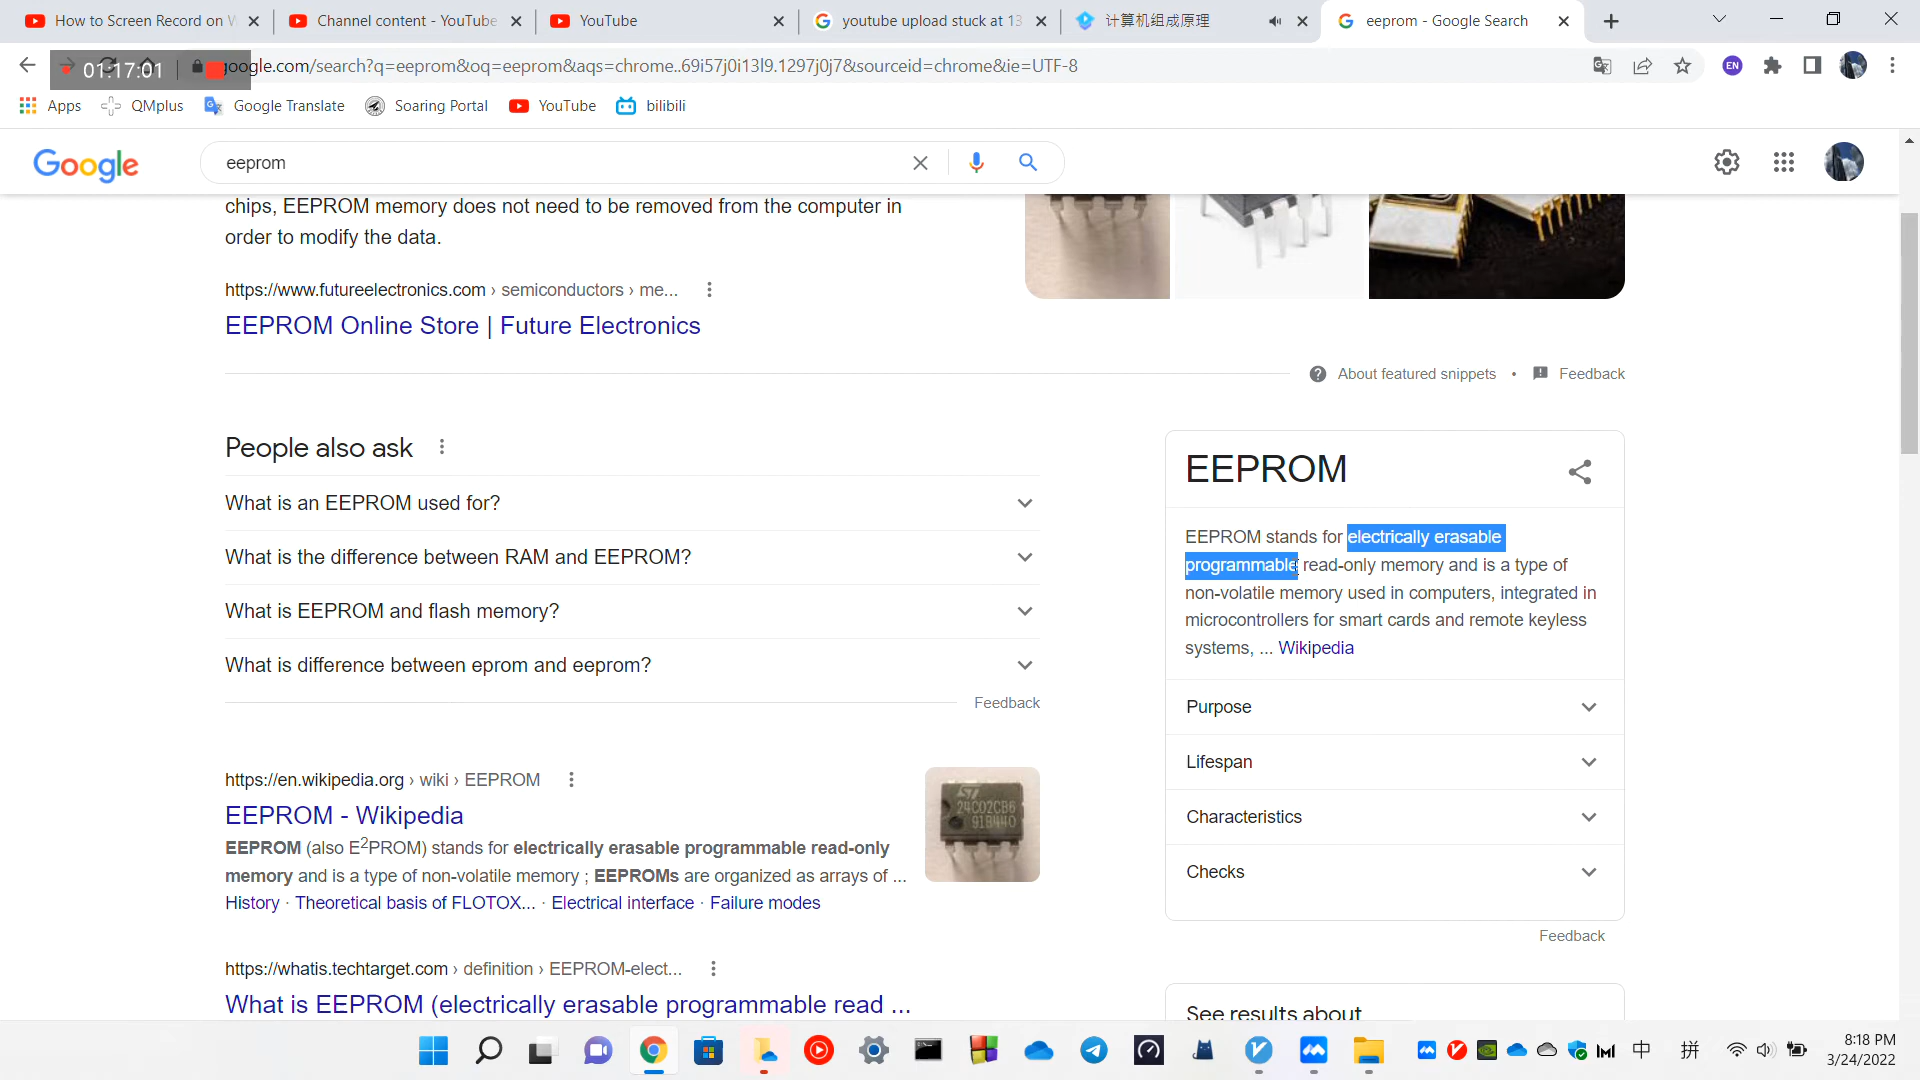 How to Screen Record on W
Channel content - YouTube
YouTube
youtube upload stuck at 13
计算机组成原理
eeprom - Google Search
01:17:01
google.com/search?q=eeprom&oq=eeprom&aqs=chrome..69i57j0i13l9.1297j0j7&sourceid=chrome&ie=UTF-8
EN
Apps
QMplus
Google Translate
Soaring Portal
YouTube
bilibili
Google
eeprom
chips, EEPROM memory does not need to be removed from the computer in
order to modify the data.
https://www.futureelectronics.com › semiconductors › me...
EEPROM Online Store | Future Electronics
About featured snippets • Feedback
People also ask
What is an EEPROM used for?
What is the difference between RAM and EEPROM?
What is EEPROM and flash memory?
What is difference between eprom and eeprom?
Feedback
https://en.wikipedia.org › wiki › EEPROM
EEPROM - Wikipedia
EEPROM (also E²PROM) stands for electrically erasable programmable read-only
memory and is a type of non-volatile memory ; EEPROMs are organized as arrays of ...
History · Theoretical basis of FLOTOX... · Electrical interface · Failure modes
24C02CB6
91B440
https://whatis.techtarget.com › definition › EEPROM-elect...
What is EEPROM (electrically erasable programmable read ...
EEPROM
EEPROM stands for electrically erasable
programmable read-only memory and is a type of
non-volatile memory used in computers, integrated in
microcontrollers for smart cards and remote keyless
systems, ... Wikipedia
Purpose
Lifespan
Characteristics
Checks
Feedback
See results about
中
拼
8:18 PM
3/24/2022